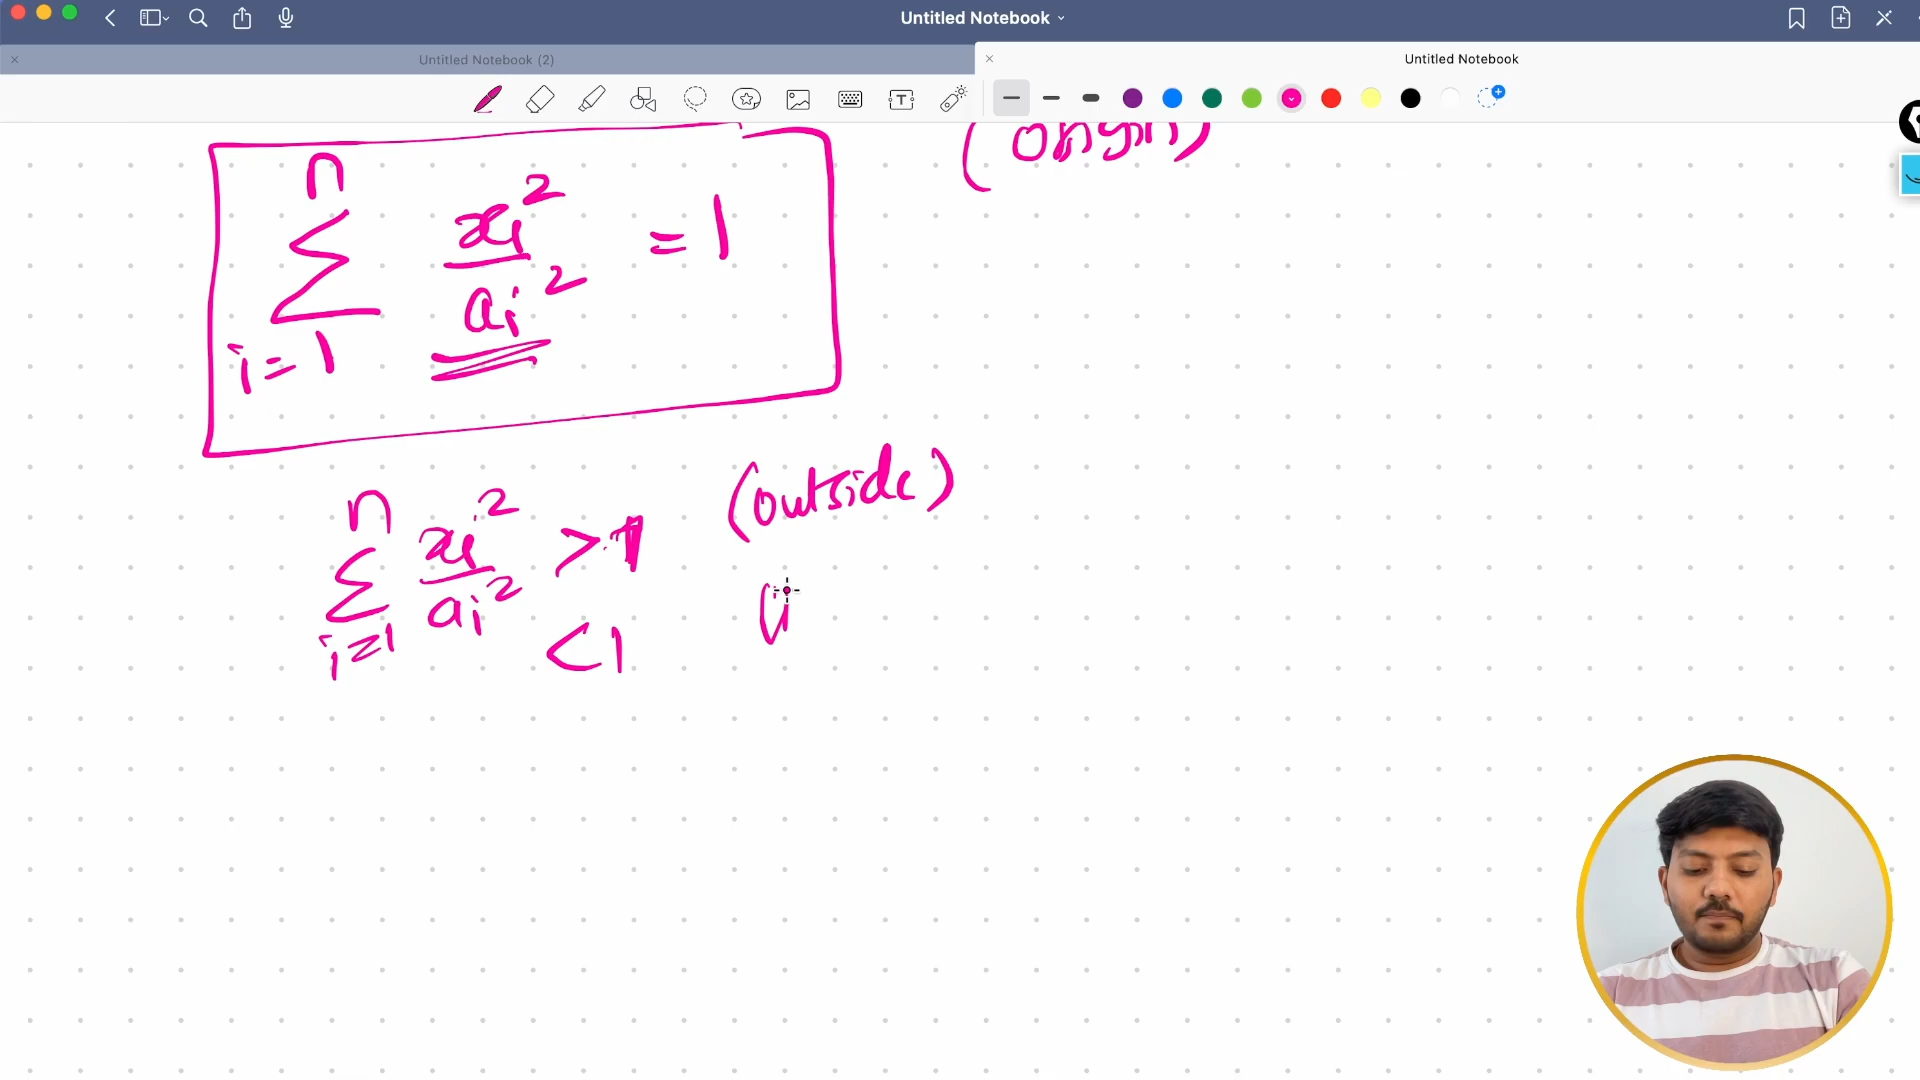 Untitled Notebook
Untitled Notebook (2)
Untitled Notebook
T
(origin)
n
∑ xi² / ai² = 1
i=1
(outside)
n
∑ xi² / ai² > 1
i=1
< 1
(i